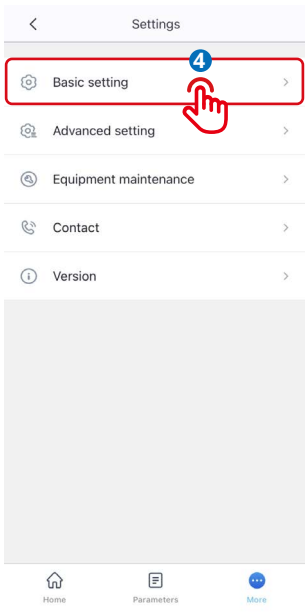 Settings
4
Basic setting
Advanced setting
Equipment maintenance
Contact
Version
Home Parameters More